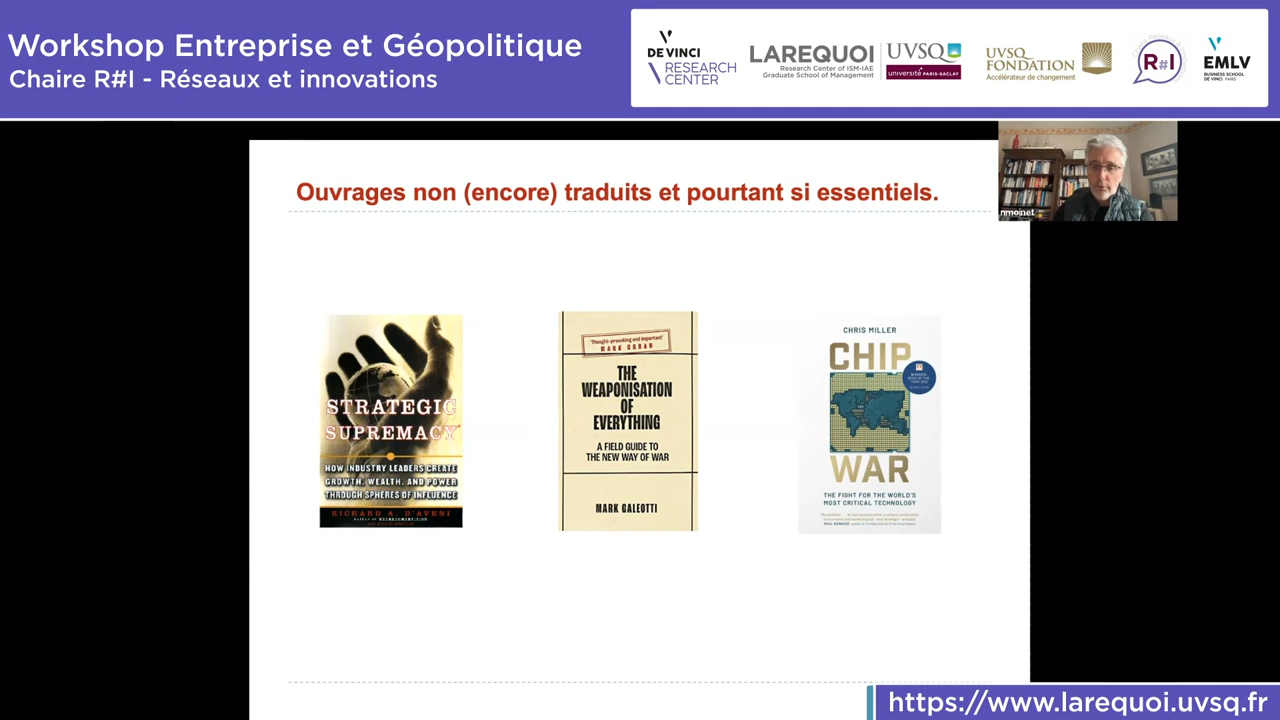 Workshop Entreprise et Géopolitique
Chaire R#I - Réseaux et innovations
DE VINCI
RESEARCH
CENTER
LAREQUOI
Research Center of ISM-IAE
Graduate School of Management
UVSQ
université PARIS-SACLAY
UVSQ
FONDATION
Accélérateur de changement
R#I
EMLV
BUSINESS SCHOOL
DE VINCI PARIS
nmoinet
Ouvrages non (encore) traduits et pourtant si essentiels.
STRATEGIC
SUPREMACY
HOW INDUSTRY LEADERS CREATE
GROWTH, WEALTH, AND POWER
THROUGH SPHERES OF INFLUENCE
RICHARD A. D'AVENI
'Thought-provoking and important'
MARK URBAN
THE
WEAPONISATION
OF
EVERYTHING
A FIELD GUIDE TO
THE NEW WAY OF WAR
MARK GALEOTTI
CHRIS MILLER
CHIP
WAR
THE FIGHT FOR THE WORLD'S
MOST CRITICAL TECHNOLOGY
https://www.larequoi.uvsq.fr